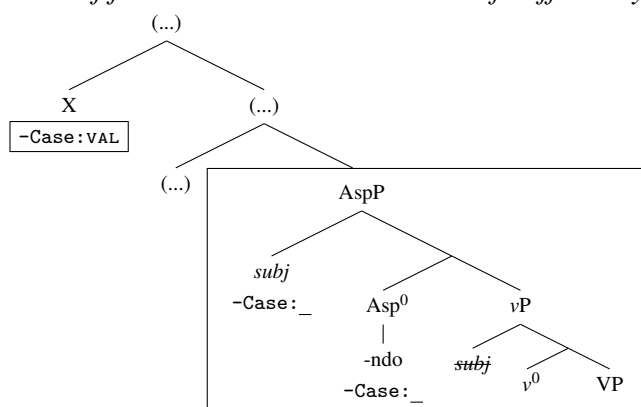 (...)
X (...)
-Case:VAL
(...)
AspP
subj
-Case:_ Asp⁰ vP
-ndo subj
-Case:_ v⁰ VP